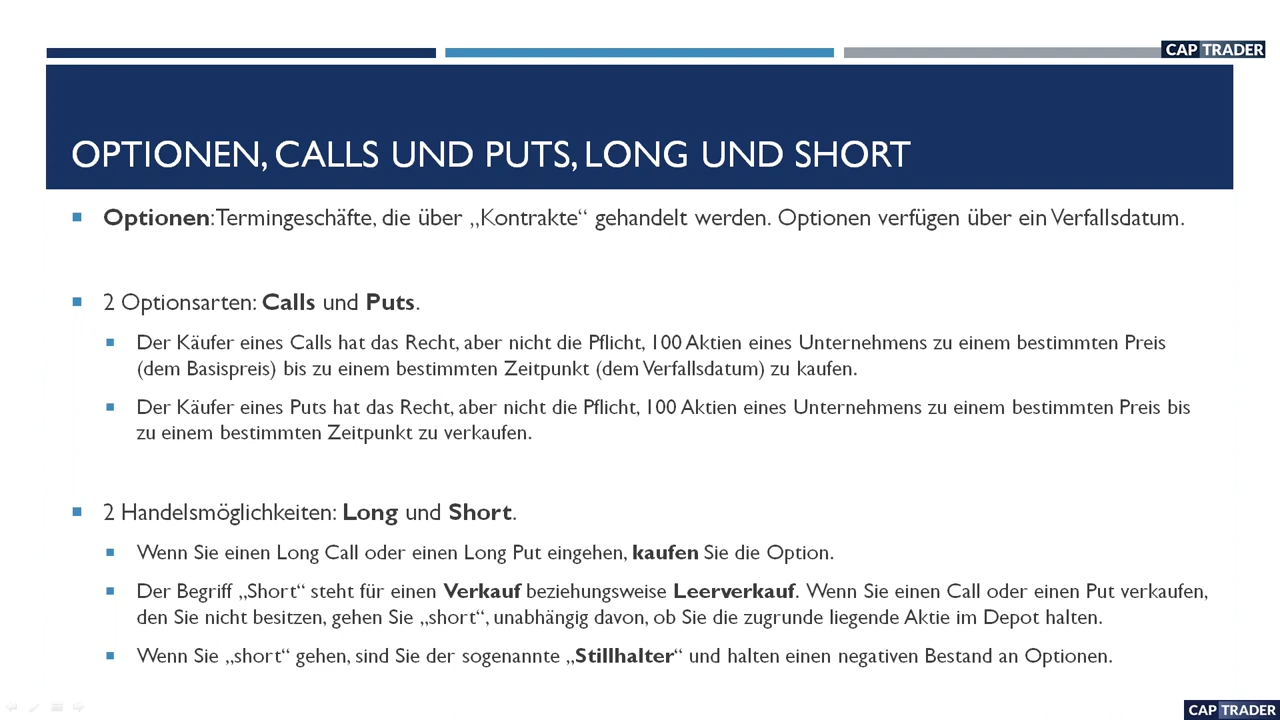 CAP TRADER
OPTIONEN, CALLS UND PUTS, LONG UND SHORT
Optionen: Termingeschäfte, die über „Kontrakte“ gehandelt werden. Optionen verfügen über ein Verfallsdatum.
2 Optionsarten: Calls und Puts.
Der Käufer eines Calls hat das Recht, aber nicht die Pflicht, 100 Aktien eines Unternehmens zu einem bestimmten Preis
(dem Basispreis) bis zu einem bestimmten Zeitpunkt (dem Verfallsdatum) zu kaufen.
Der Käufer eines Puts hat das Recht, aber nicht die Pflicht, 100 Aktien eines Unternehmens zu einem bestimmten Preis bis
zu einem bestimmten Zeitpunkt zu verkaufen.
2 Handelsmöglichkeiten: Long und Short.
Wenn Sie einen Long Call oder einen Long Put eingehen, kaufen Sie die Option.
Der Begriff „Short“ steht für einen Verkauf beziehungsweise Leerverkauf. Wenn Sie einen Call oder einen Put verkaufen,
den Sie nicht besitzen, gehen Sie „short“, unabhängig davon, ob Sie die zugrunde liegende Aktie im Depot halten.
Wenn Sie „short“ gehen, sind Sie der sogenannte „Stillhalter“ und halten einen negativen Bestand an Optionen.
CAP TRADER